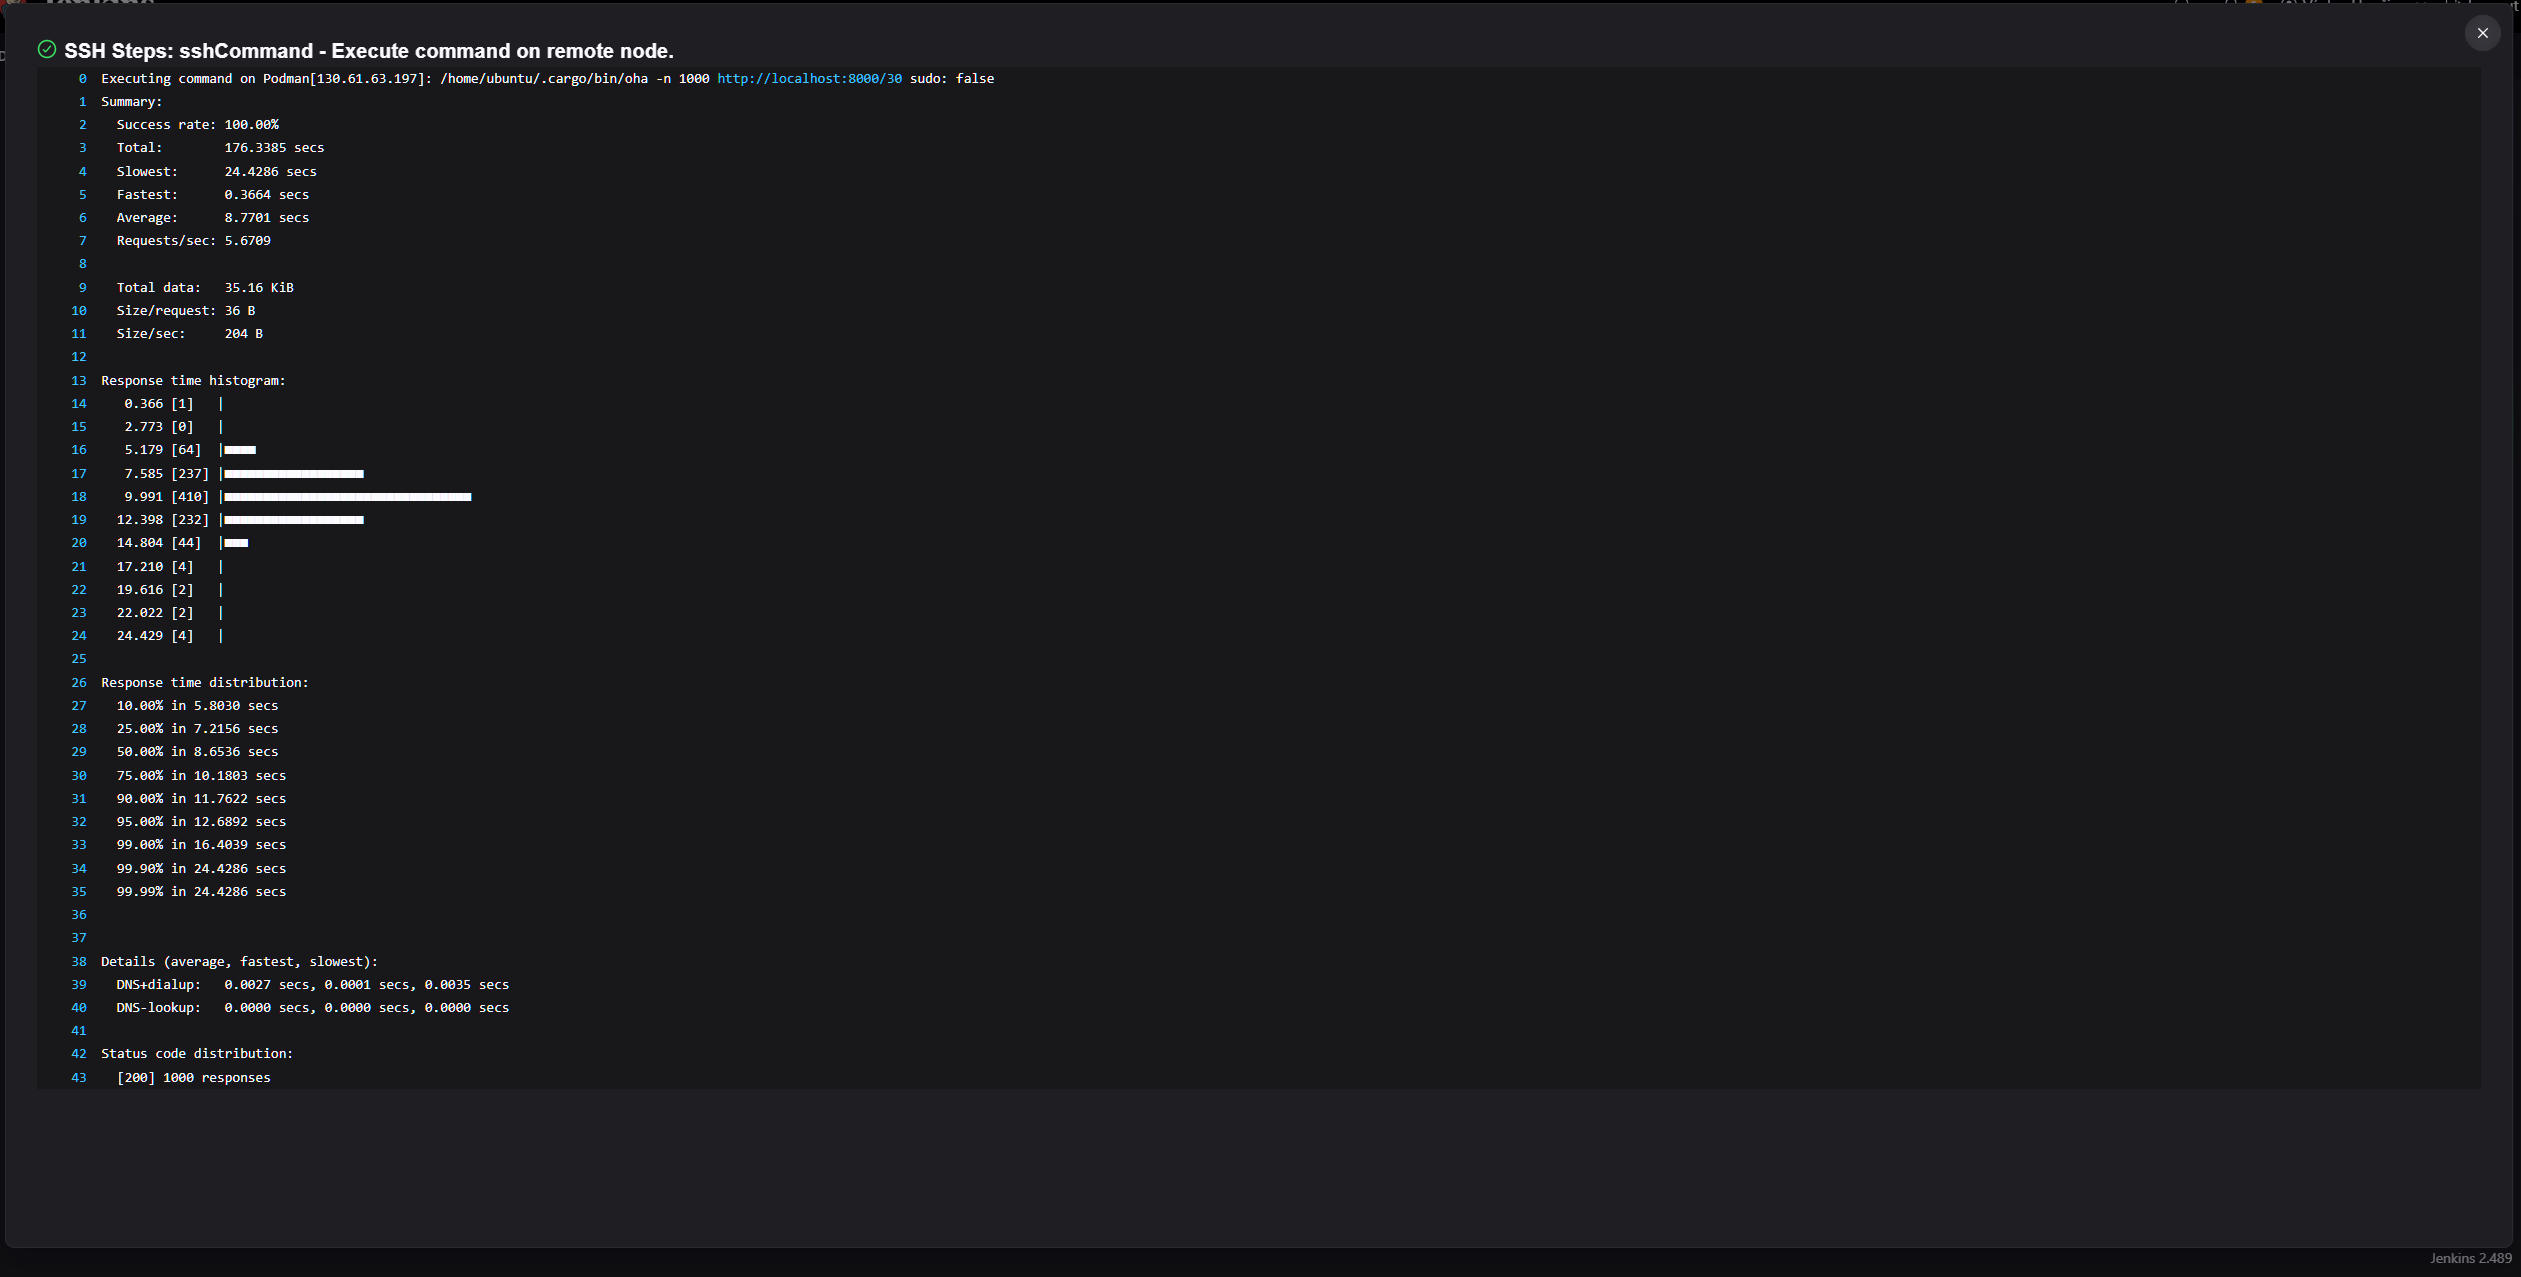 SSH Steps: sshCommand - Execute command on remote node.
0 Executing command on Podman[130.61.63.197]: /home/ubuntu/.cargo/bin/oha -n 1000 http://localhost:8000/30 sudo: false
1 Summary:
2 Success rate: 100.00%
3 Total: 176.3385 secs
4 Slowest: 24.4286 secs
5 Fastest: 0.3664 secs
6 Average: 8.7701 secs
7 Requests/sec: 5.6709
8
9 Total data: 35.16 KiB
10 Size/request: 36 B
11 Size/sec: 204 B
12
13 Response time histogram:
14 0.366 [1] |
15 2.773 [0] |
16 5.179 [64] |■■■■
17 7.585 [237] |■■■■■■■■■■■■■■■■■■
18 9.991 [410] |■■■■■■■■■■■■■■■■■■■■■■■■■■■■■■■■
19 12.398 [232] |■■■■■■■■■■■■■■■■■■
20 14.804 [44] |■■■
21 17.210 [4] |
22 19.616 [2] |
23 22.022 [2] |
24 24.429 [4] |
25
26 Response time distribution:
27 10.00% in 5.8030 secs
28 25.00% in 7.2156 secs
29 50.00% in 8.6536 secs
30 75.00% in 10.1803 secs
31 90.00% in 11.7622 secs
32 95.00% in 12.6892 secs
33 99.00% in 16.4039 secs
34 99.90% in 24.4286 secs
35 99.99% in 24.4286 secs
36
37
38 Details (average, fastest, slowest):
39 DNS+dialup: 0.0027 secs, 0.0001 secs, 0.0035 secs
40 DNS-lookup: 0.0000 secs, 0.0000 secs, 0.0000 secs
41
42 Status code distribution:
43 [200] 1000 responses
Jenkins 2.489